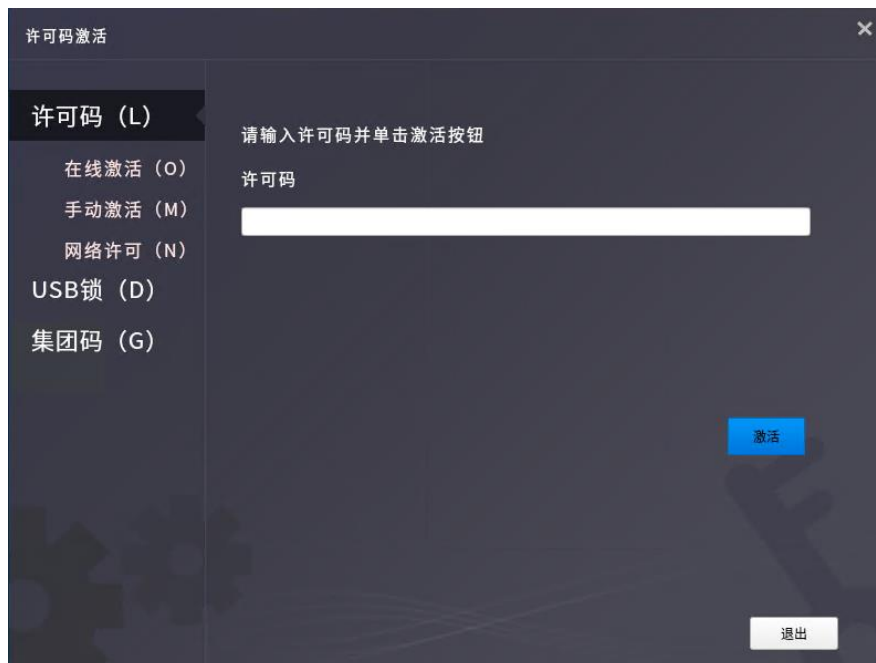 许可码激活
许可码（L）
在线激活（O）
手动激活（M）
网络许可（N）
USB锁（D）
集团码（G）
请输入许可码并单击激活按钮
许可码
激活
退出